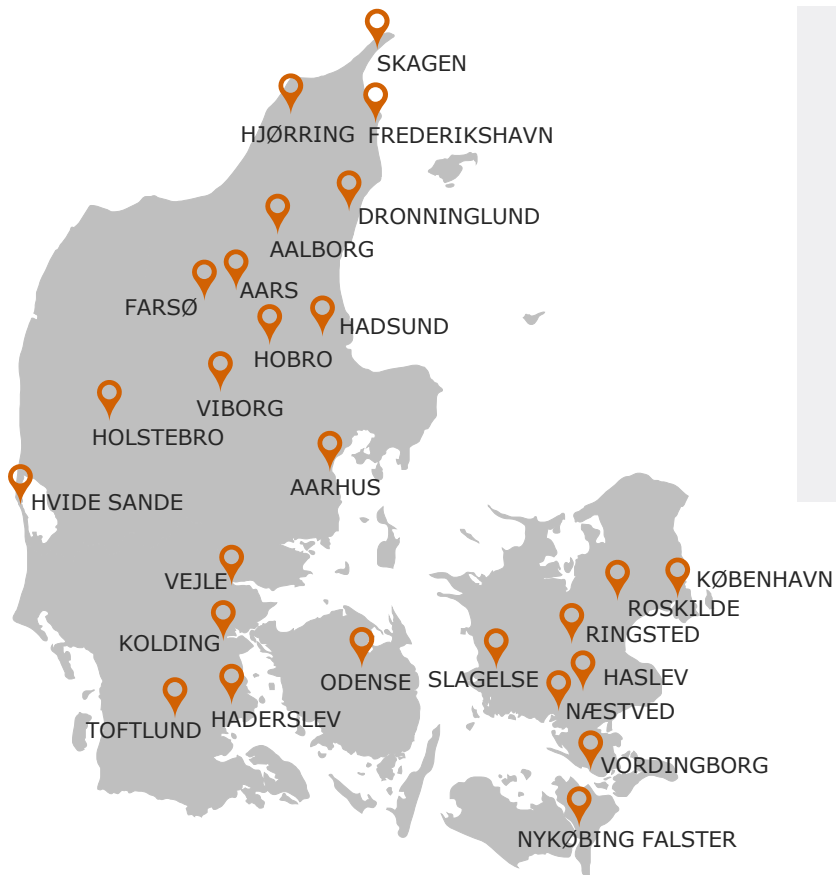 SKAGEN
HJØRRING
FREDERIKSHAVN
DRONNINGLUND
AALBORG
AARS
FARSØ
HADSUND
HOBRO
VIBORG
HOLSTEBRO
AARHUS
HVIDE SANDE
VEJLE
KØBENHAVN
ROSKILDE
KOLDING
RINGSTED
ODENSE
SLAGELSE
HASLEV
NÆSTVED
HADERSLEV
TOFTLUND
VORDINGBORG
NYKØBING FALSTER